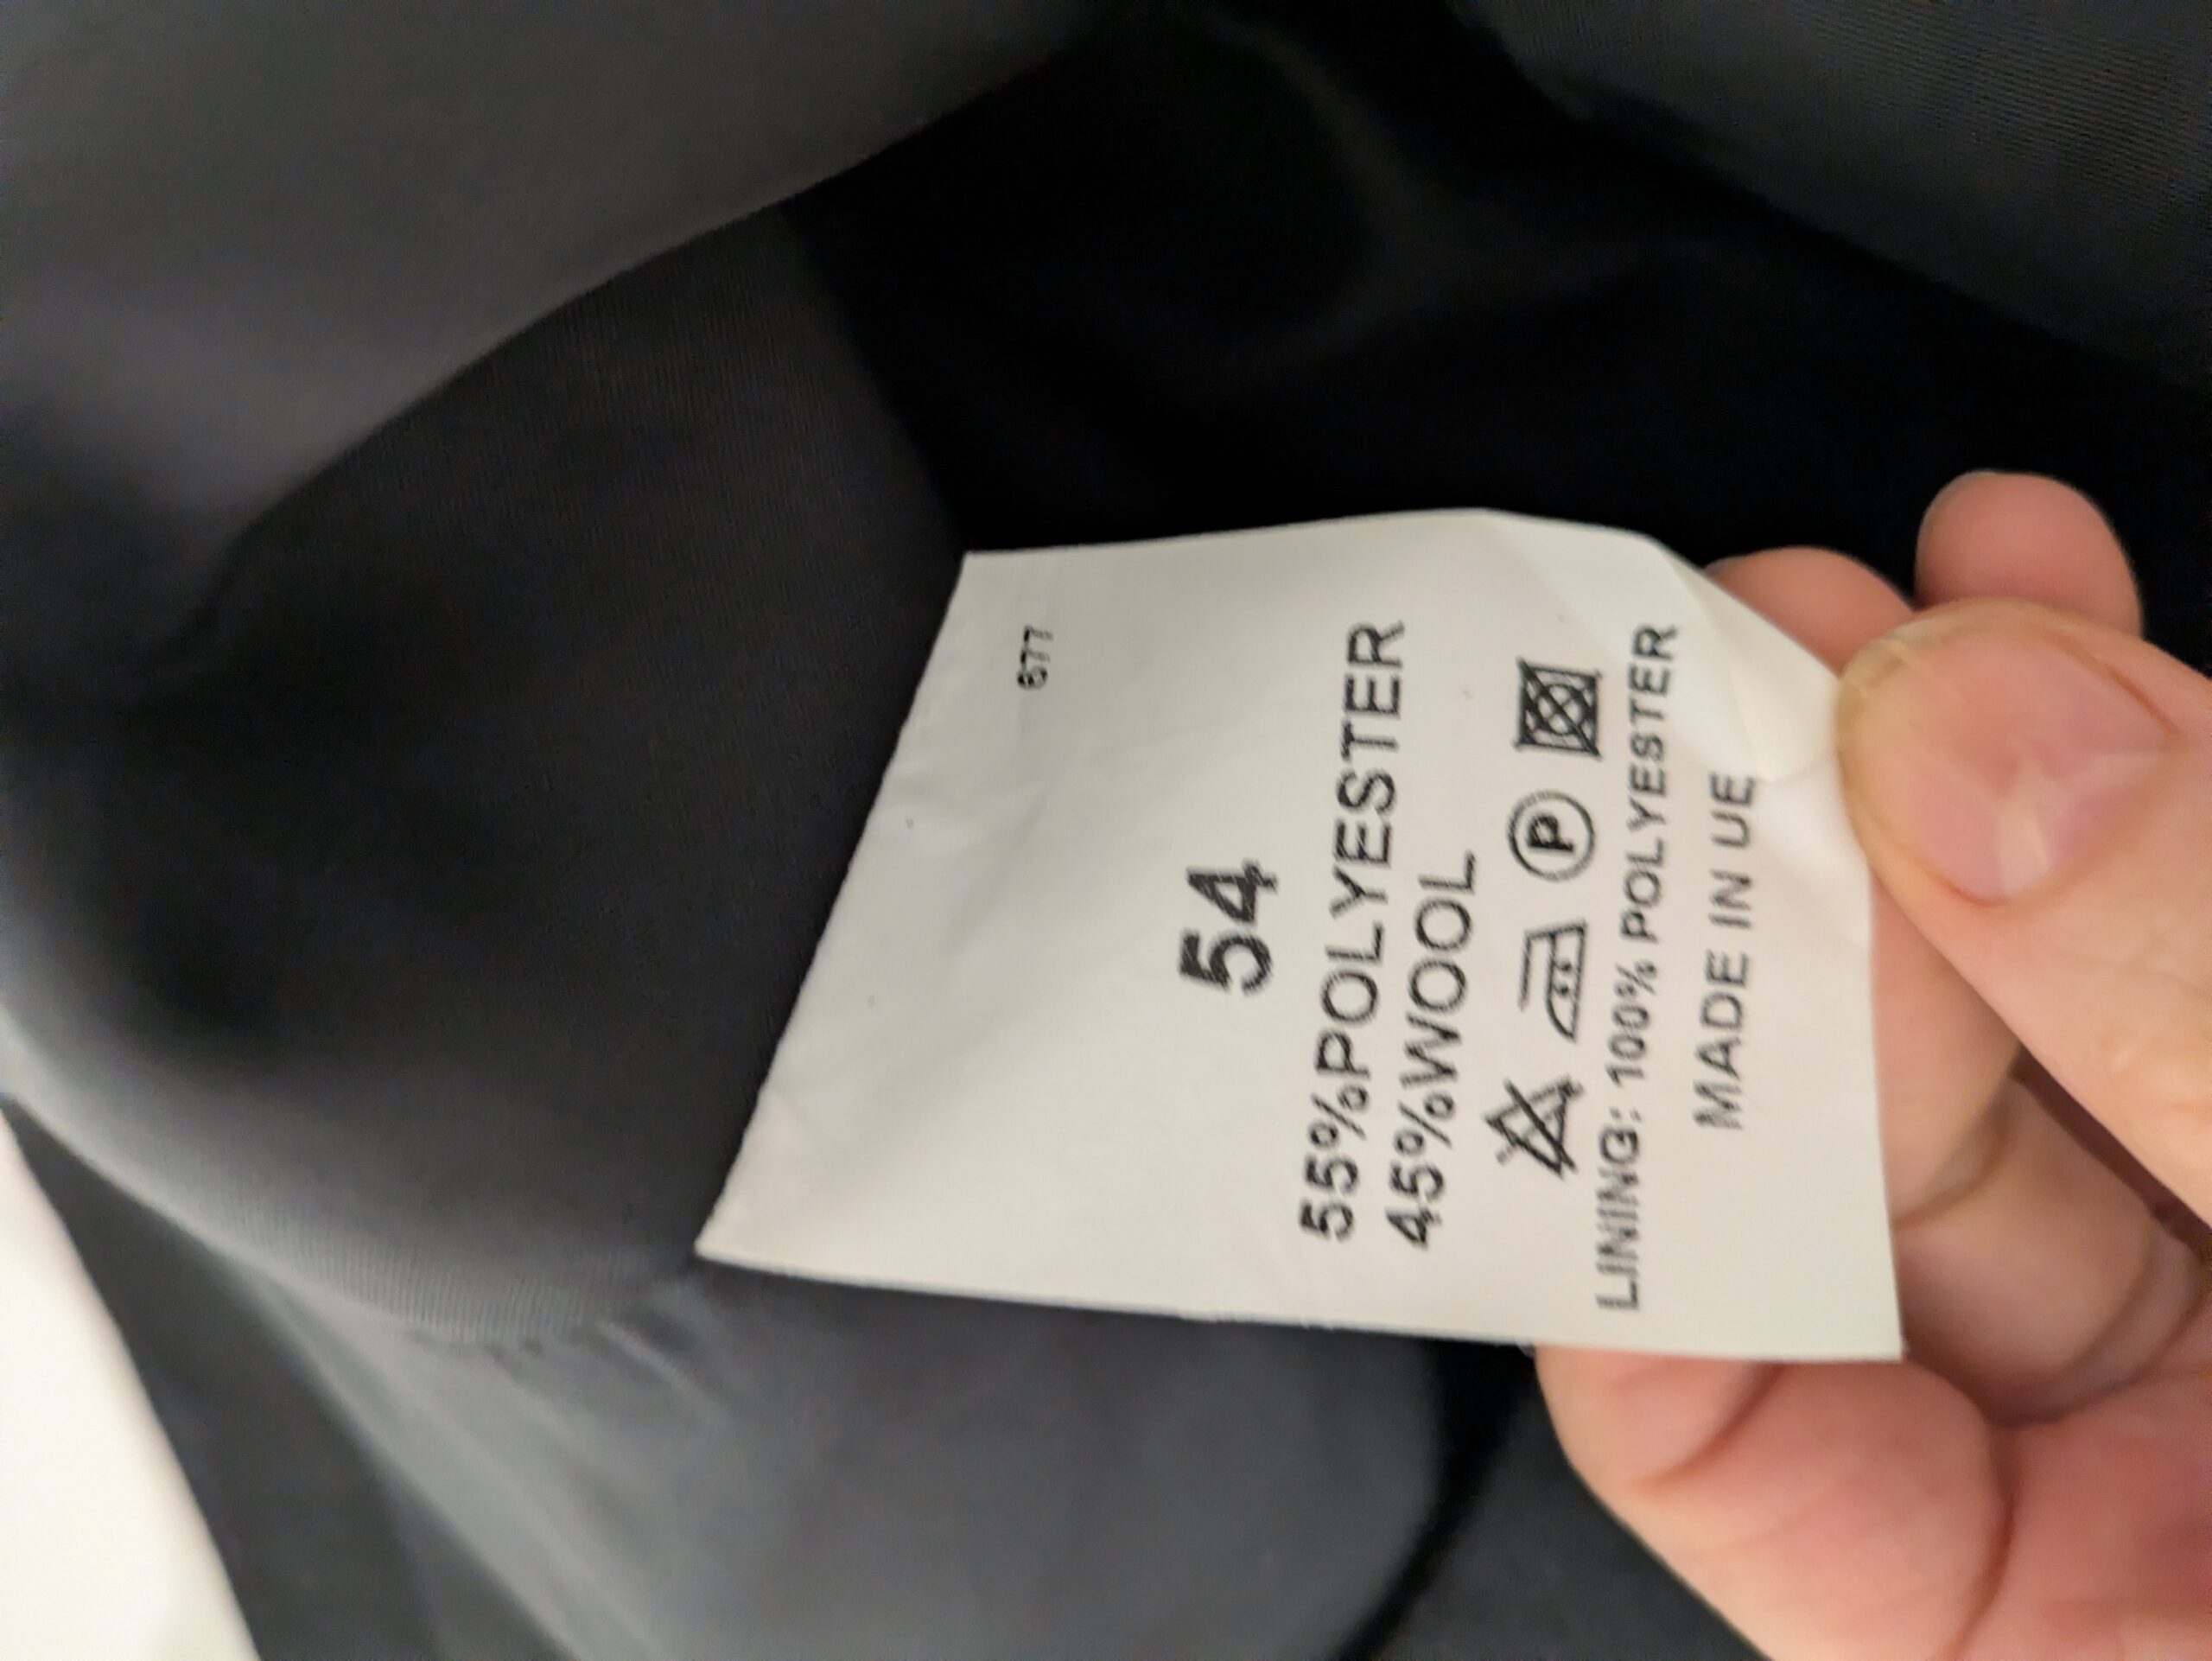 677
54
55%POLYESTER
45%WOOL
P
LINING: 100% POLYESTER
MADE IN UE